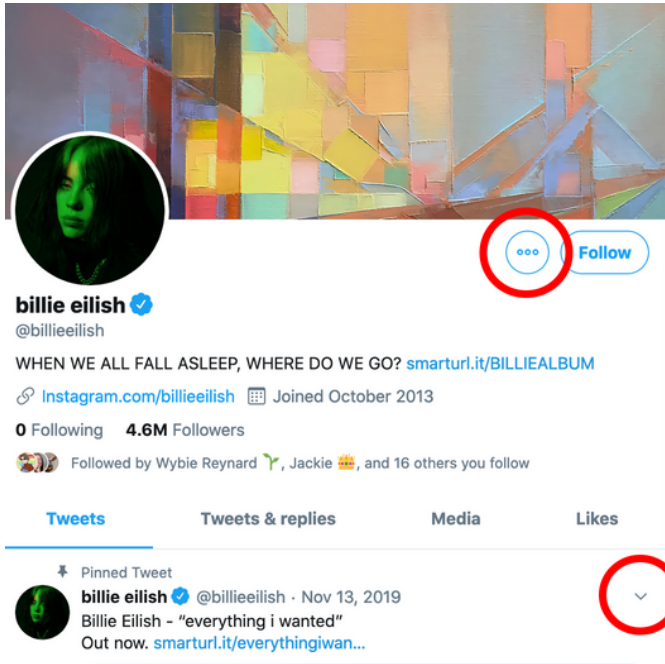 Follow
billie eilish
@billieeilish
WHEN WE ALL FALL ASLEEP, WHERE DO WE GO? smarturl.it/BILLIEALBUM
Instagram.com/billieeilish Joined October 2013
0 Following 4.6M Followers
Followed by Wybie Reynard 🌱, Jackie 👑, and 16 others you follow
Tweets Tweets & replies Media Likes
Pinned Tweet
billie eilish @billieeilish · Nov 13, 2019
Billie Eilish - “everything i wanted”
Out now. smarturl.it/everythingiwan...